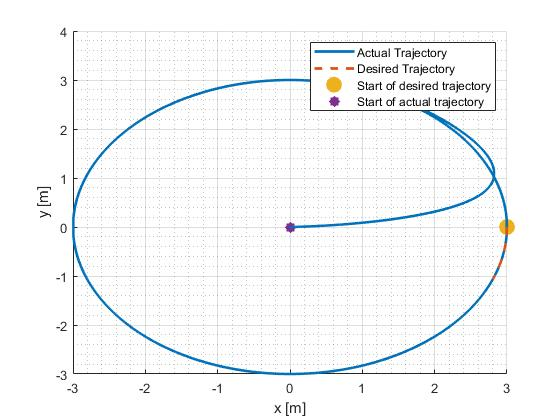 4
3
2
1
0
-1
-2
-3
Actual Trajectory
Desired Trajectory
Start of desired trajectory
Start of actual trajectory
y [m]
-3 -2 -1 0 1 2 3
x [m]